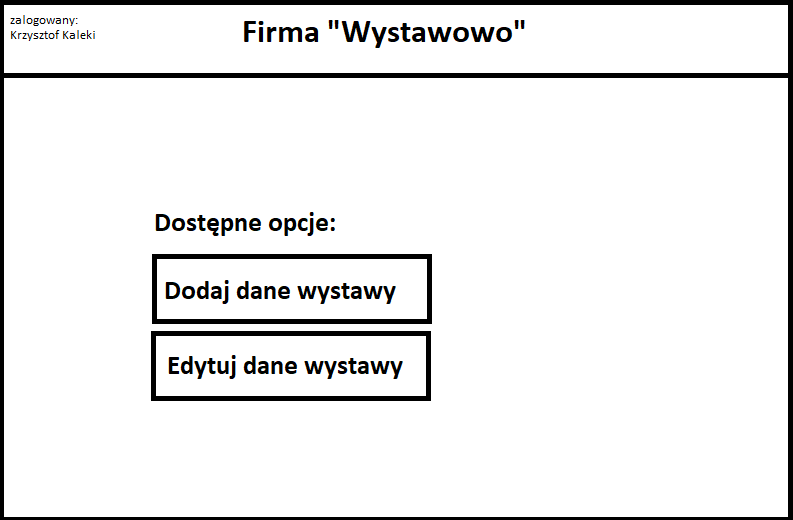 zalogowany:
Krzysztof Kaleki
Firma "Wystawowo"
Dostępne opcje:
Dodaj dane wystawy
Edytuj dane wystawy